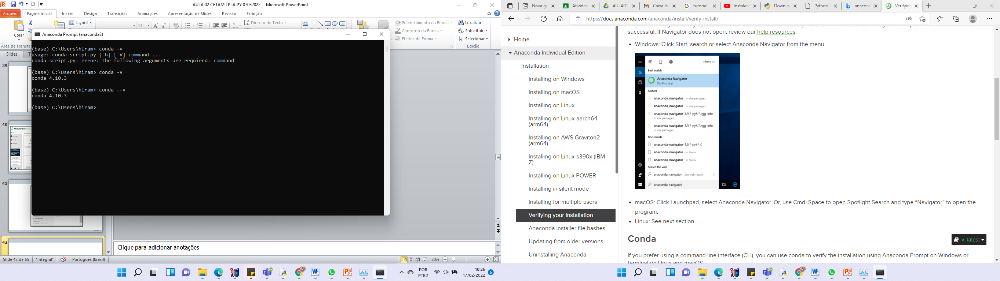 AULA 02 CETAM LP IA PY 07032022 - Microsoft PowerPoint
Arquivo
Página Inicial
Inserir
Design
Transições
Animações
Apresentação de Slides
Revisão
Exibição
Colar
Layout
14
Direção do Texto
Preenchimento da Forma
Contorno da Forma
Efeitos de Forma
Localizar
Substituir
Selecionar
Edição
Área de Transfer
Slides
39
40
41
42
Anaconda Prompt (anaconda3)
(base) C:\Users\hiram> conda -v
usage: conda-script.py [-h] [-V] command ...
conda-script.py: error: the following arguments are required: command
(base) C:\Users\hiram> conda -V
conda 4.10.3
(base) C:\Users\hiram> conda --v
conda 4.10.3
(base) C:\Users\hiram>
Clique para adicionar anotações
Slide 42 de 65
"Integral"
Português (Brasil)
30%
POR
PTB2
18:26
17/02/2022
6
Nova gu
Atividad
AULA01
Caixa de
tutorial
Instalan
Downlo
Python
anacond
Verifying
https://docs.anaconda.com/anaconda/install/verify-install/
Home
Anaconda Individual Edition
Installation
Installing on Windows
Installing on macOS
Installing on Linux
Installing on Linux-aarch64
(arm64)
Installing on AWS Graviton2
(arm64)
Installing on Linux-s390x (IBM
Z)
Installing on Linux POWER
Installing in silent mode
Installing for multiple users
Verifying your installation
Anaconda installer file hashes
Updating from older versions
Uninstalling Anaconda
successful. If Navigator does not open, review our help resources.
• Windows: Click Start, search or select Anaconda Navigator from the menu.
Filters
Best match
Anaconda Navigator
Desktop app
Folders
anaconda_navigator - in site-packages
anaconda_navigator - in site-packages
anaconda_navigator-1.9.7-py3.7.egg-info
in site-packages
anaconda_navigator-1.9.7-py3.7.egg-info
in site-packages
Documents
anaconda-navigator-1.9.7-py37_0
anaconda-navigator - in Menu
anaconda-navigator - in Menu
Search the web
anaconda navigator - See web results
anaconda navigator
• macOS: Click Launchpad, select Anaconda Navigator. Or, use Cmd+Space to open Spotlight Search and type “Navigator” to open the
program.
• Linux: See next section.
Conda
v: latest
If you prefer using a command line interface (CLI), you can use conda to verify the installation using Anaconda Prompt on Windows or
terminal on Linux and macOS.